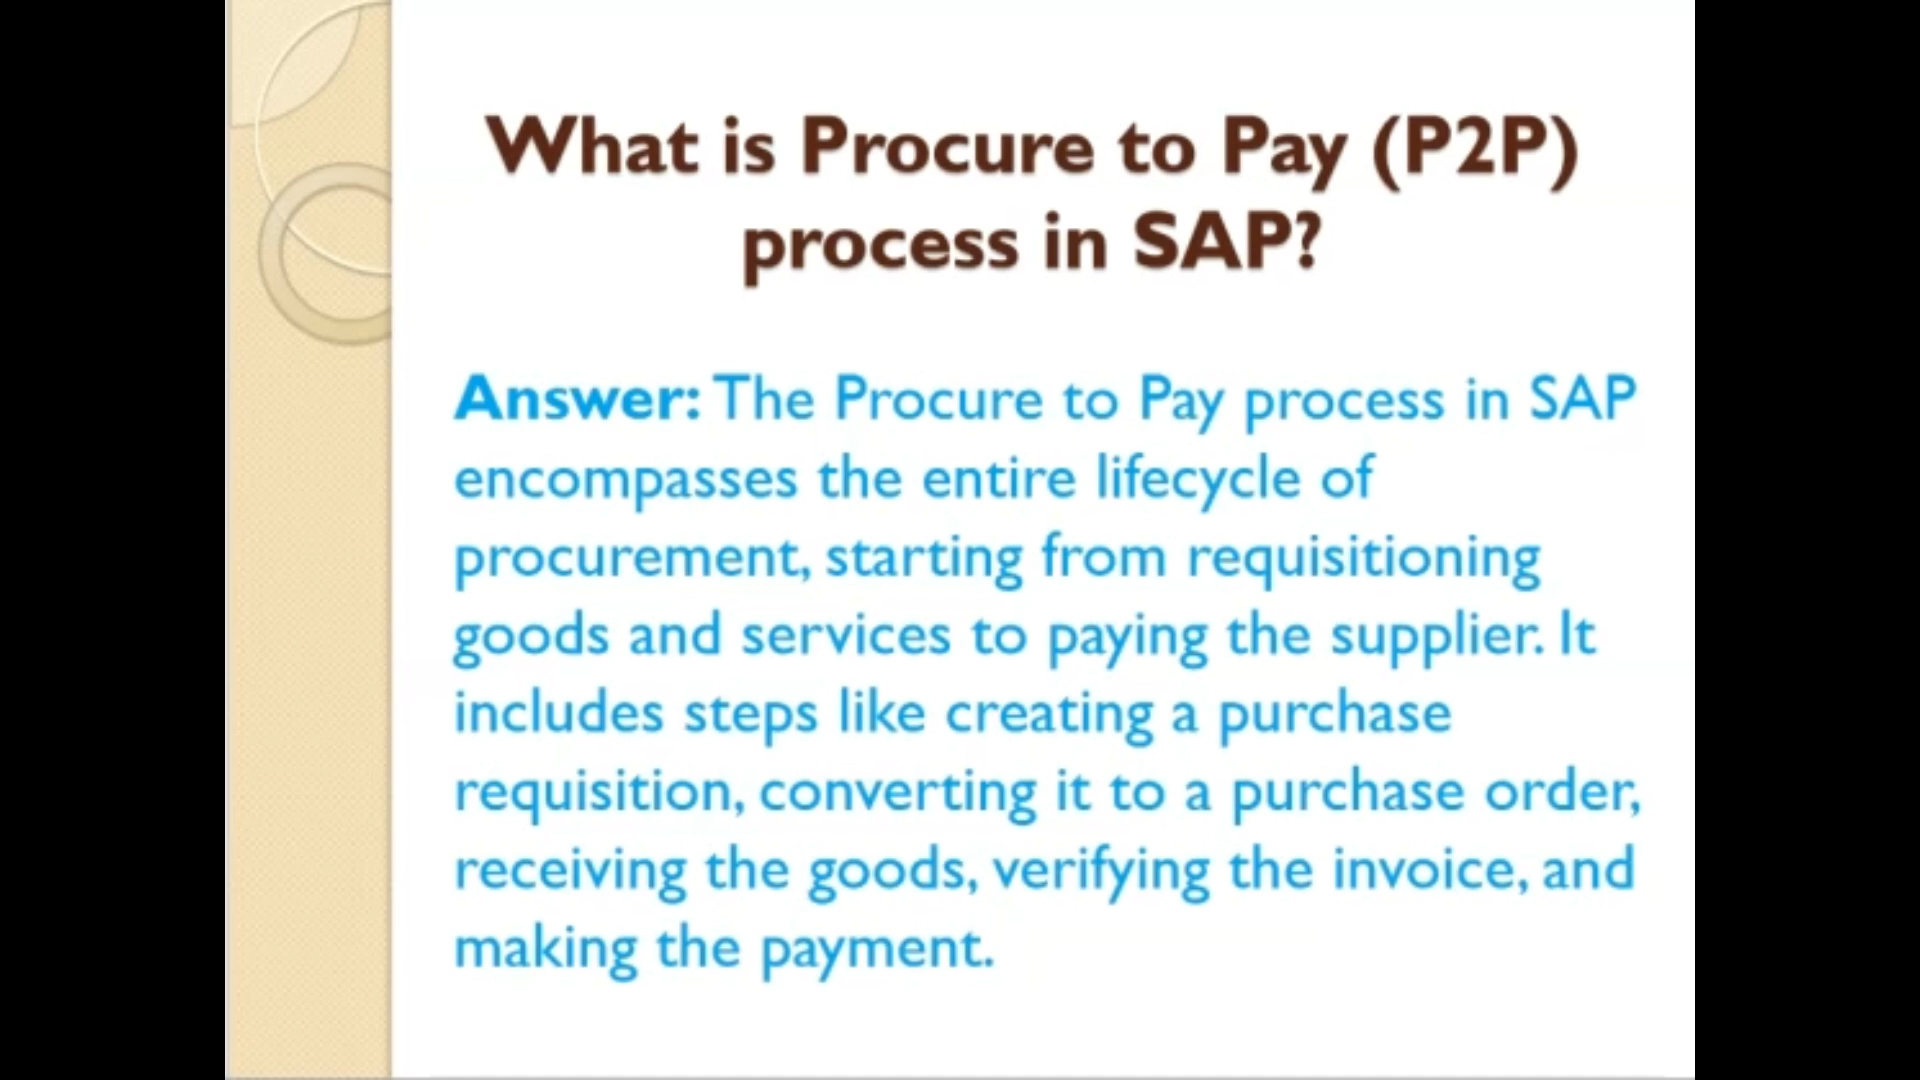 What is Procure to Pay (P2P)
process in SAP?
Answer: The Procure to Pay process in SAP
encompasses the entire lifecycle of
procurement, starting from requisitioning
goods and services to paying the supplier. It
includes steps like creating a purchase
requisition, converting it to a purchase order,
receiving the goods, verifying the invoice, and
making the payment.